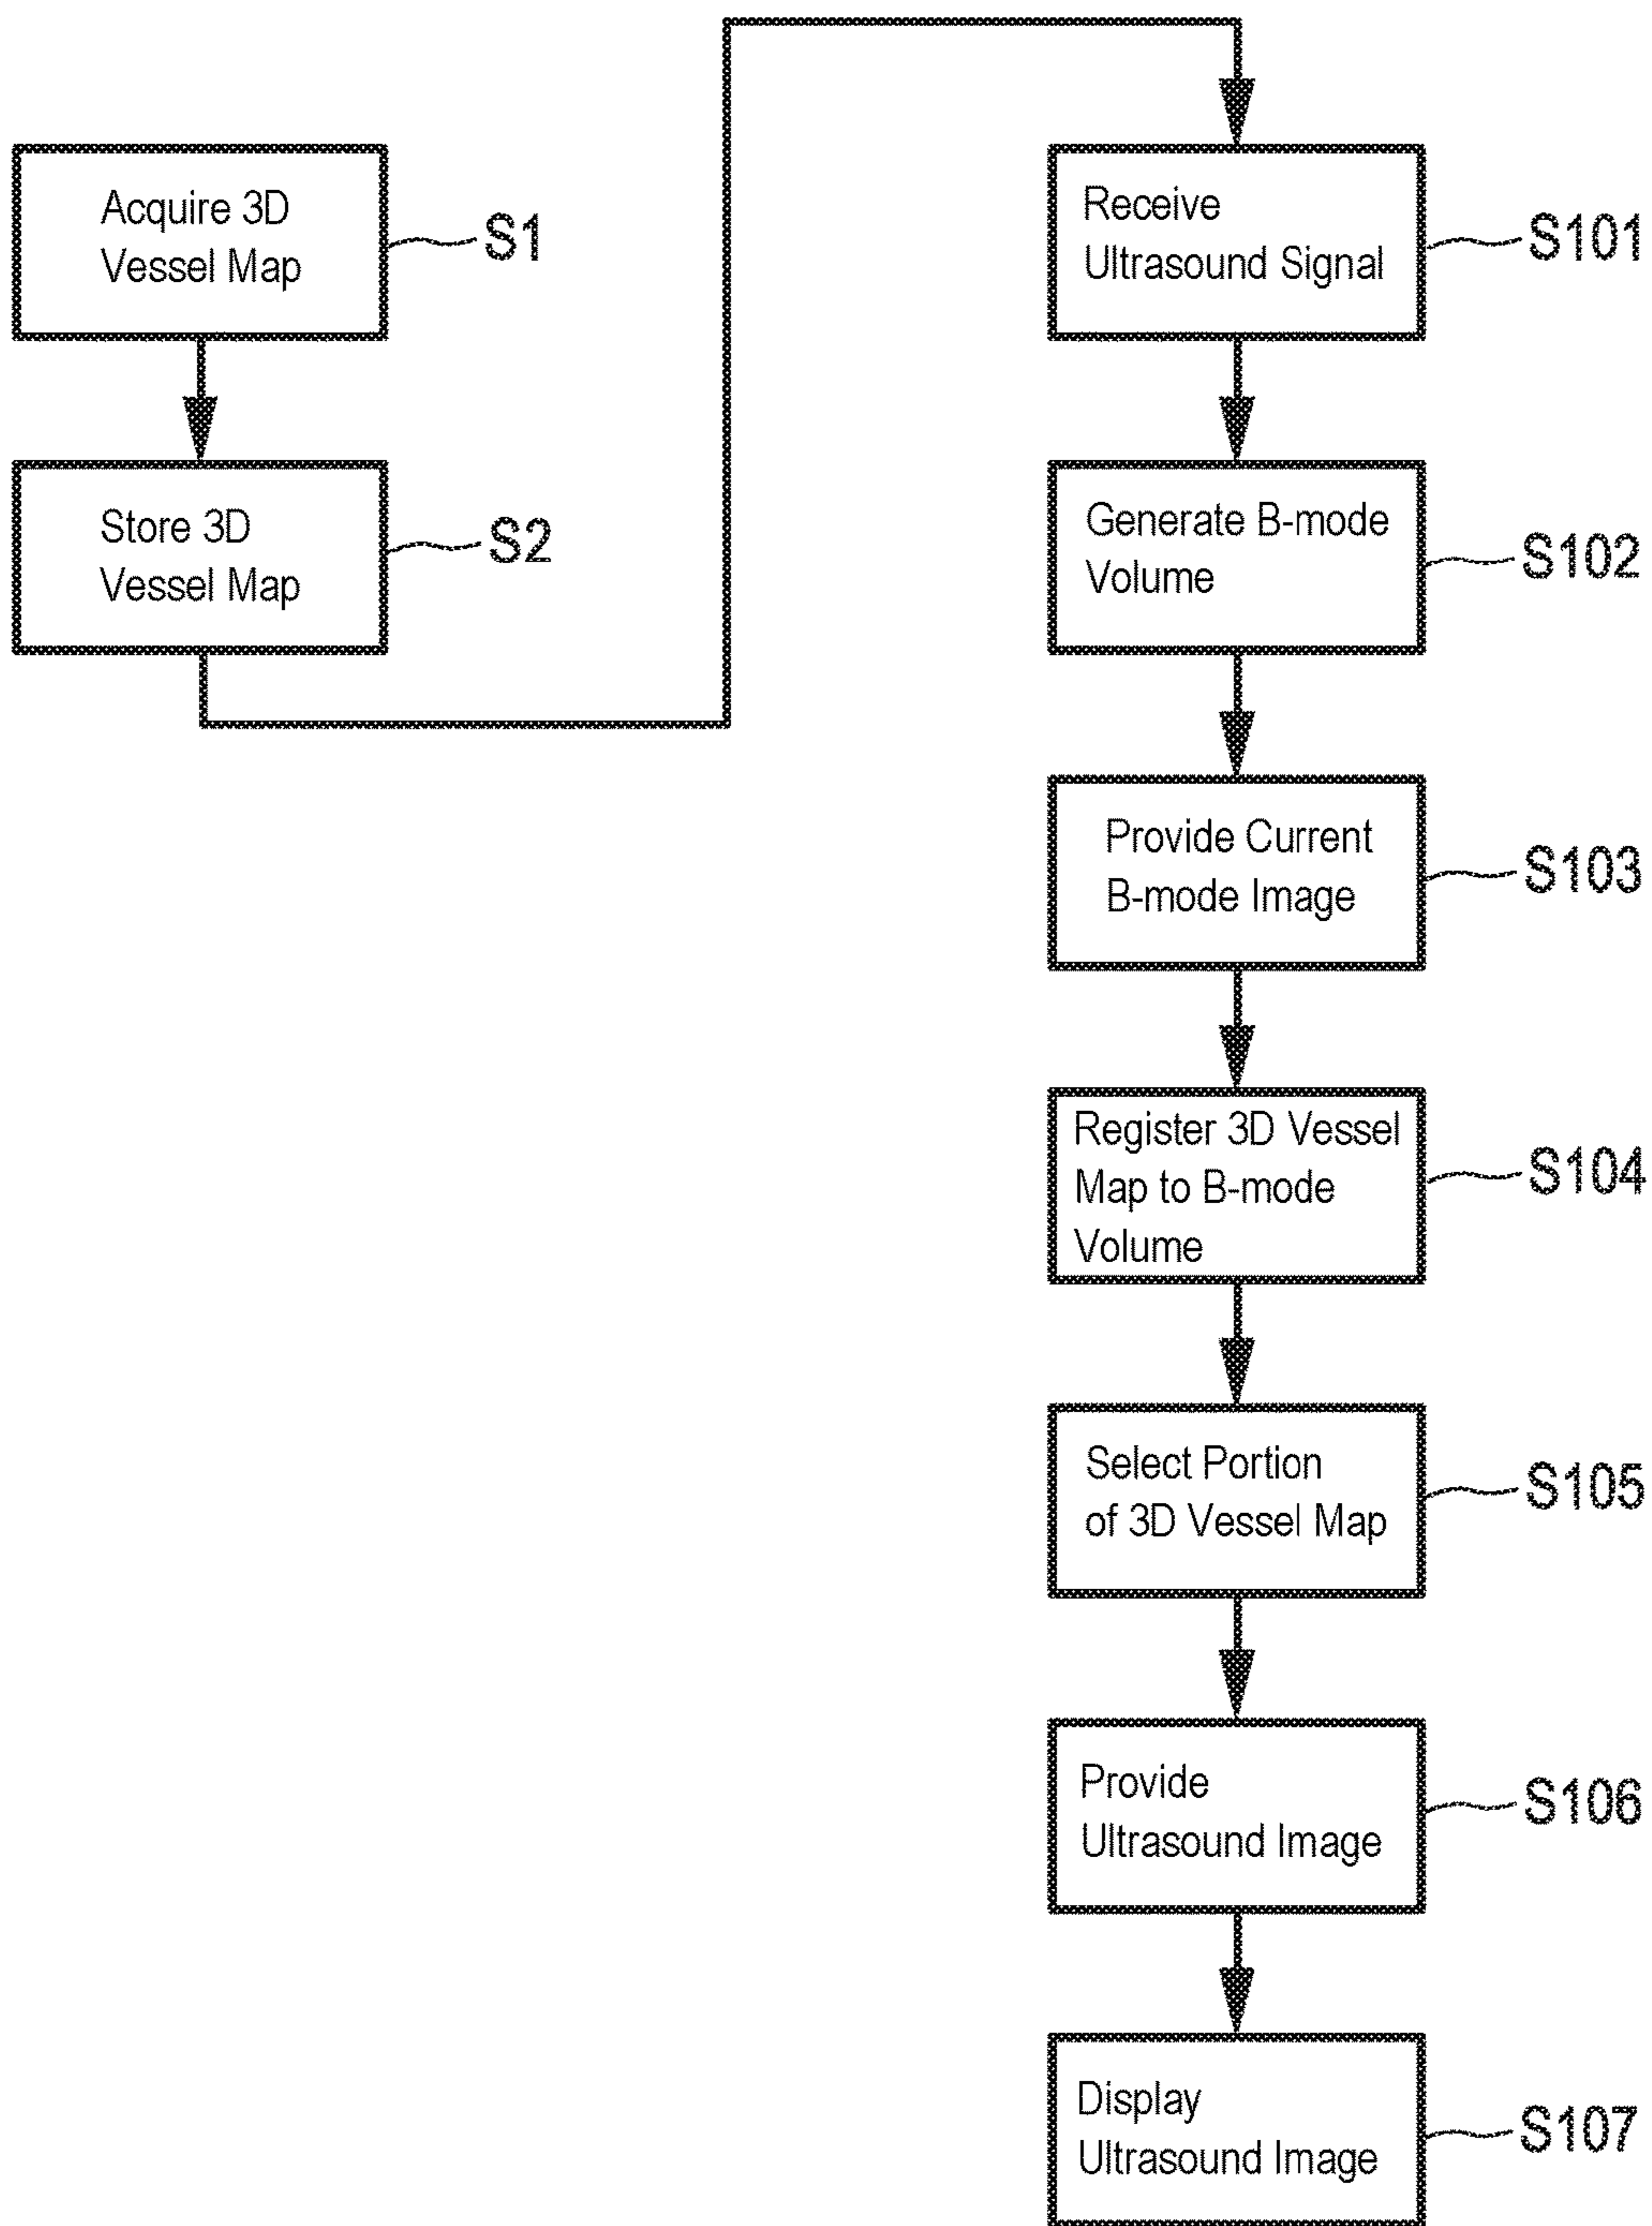 Acquire 3D
Vessel Map
S1
Store 3D
Vessel Map
S2
Receive
Ultrasound Signal
S101
Generate B-mode
Volume
S102
Provide Current
B-mode Image
S103
Register 3D Vessel
Map to B-mode
Volume
S104
Select Portion
of 3D Vessel Map
S105
Provide
Ultrasound Image
S106
Display
Ultrasound Image
S107